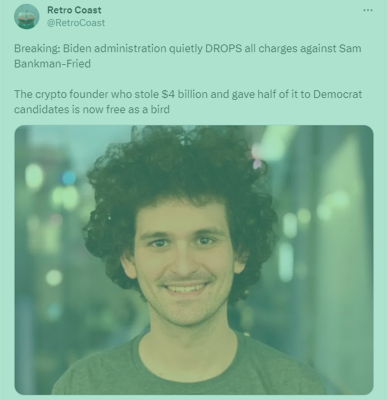 Retro Coast
@RetroCoast
Breaking: Biden administration quietly DROPS all charges against Sam
Bankman-Fried
The crypto founder who stole $4 billion and gave half of it to Democrat
candidates is now free as a bird